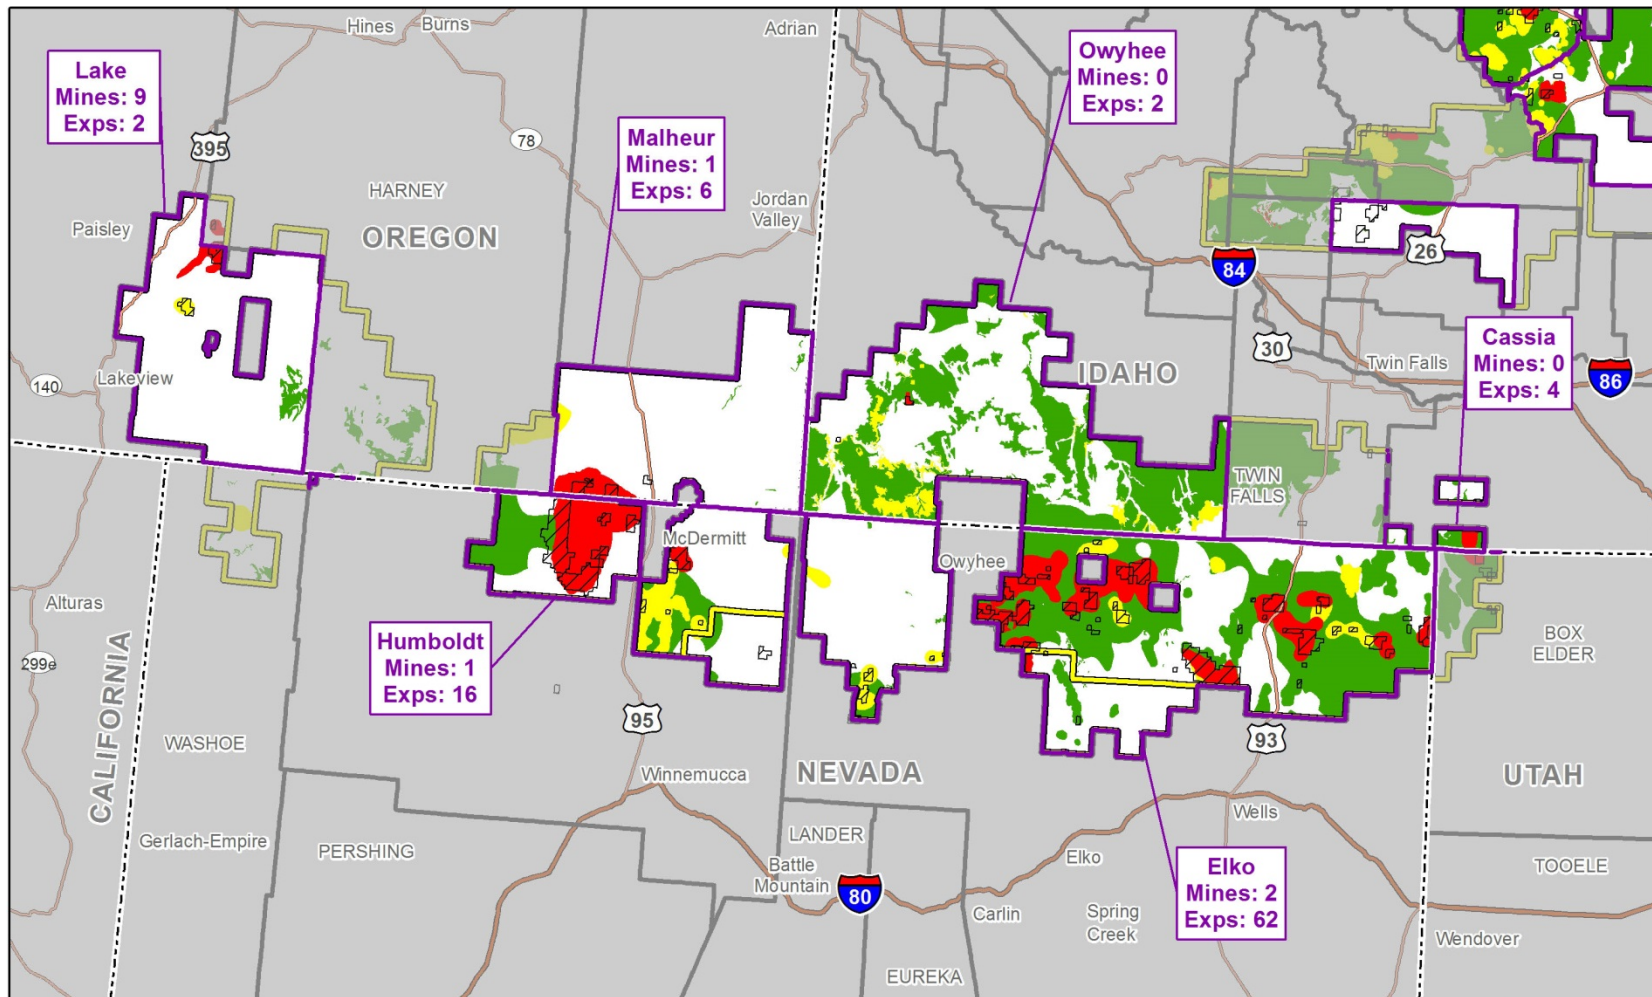 Hines
Burns
Adrian
Lake
Mines: 9
Exps: 2
Owyhee
Mines: 0
Exps: 2
395
78
Malheur
Mines: 1
Exps: 6
HARNEY
Jordan
Valley
Paisley
OREGON
26
84
Cassia
Mines: 0
Exps: 4
30
Twin Falls
86
IDAHO
140
Lakeview
TWIN
FALLS
McDermitt
Owyhee
Alturas
299e
CALIFORNIA
Humboldt
Mines: 1
Exps: 16
BOX
ELDER
95
93
WASHOE
Winnemucca
NEVADA
UTAH
Wells
Gerlach-Empire
PERSHING
LANDER
Battle
Mountain
80
Elko
Elko
Mines: 2
Exps: 62
TOOELE
Carlin
Spring
Creek
Wendover
EUREKA